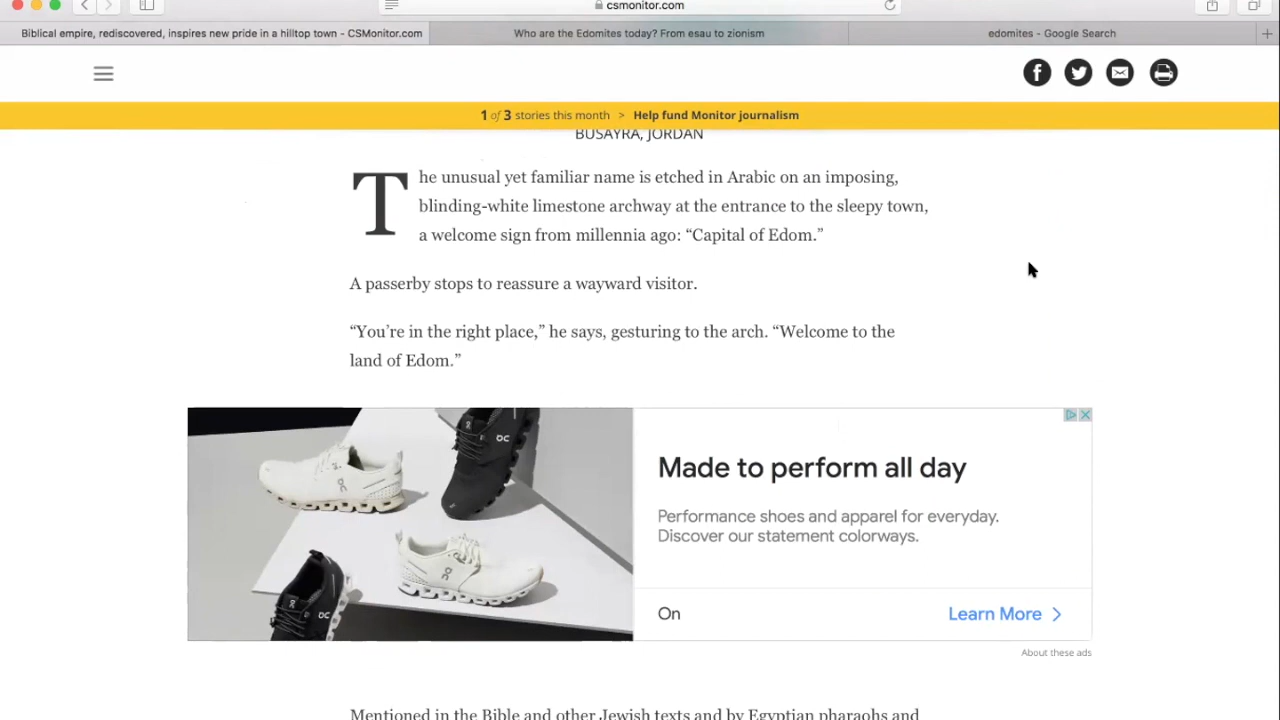 csmonitor.com
Biblical empire, rediscovered, inspires new pride in a hilltop town - CSMonitor.com
Who are the Edomites today? From esau to zionism
edomites - Google Search
1 of 3 stories this month > Help fund Monitor journalism
BUSAYRA, JORDAN
The unusual yet familiar name is etched in Arabic on an imposing,
blinding-white limestone archway at the entrance to the sleepy town,
a welcome sign from millennia ago: “Capital of Edom.”
A passerby stops to reassure a wayward visitor.
“You’re in the right place,” he says, gesturing to the arch. “Welcome to the
land of Edom.”
Made to perform all day
Performance shoes and apparel for everyday.
Discover our statement colorways.
On
Learn More >
About these ads
Mentioned in the Bible and other Jewish texts and by Egyptian pharaohs and